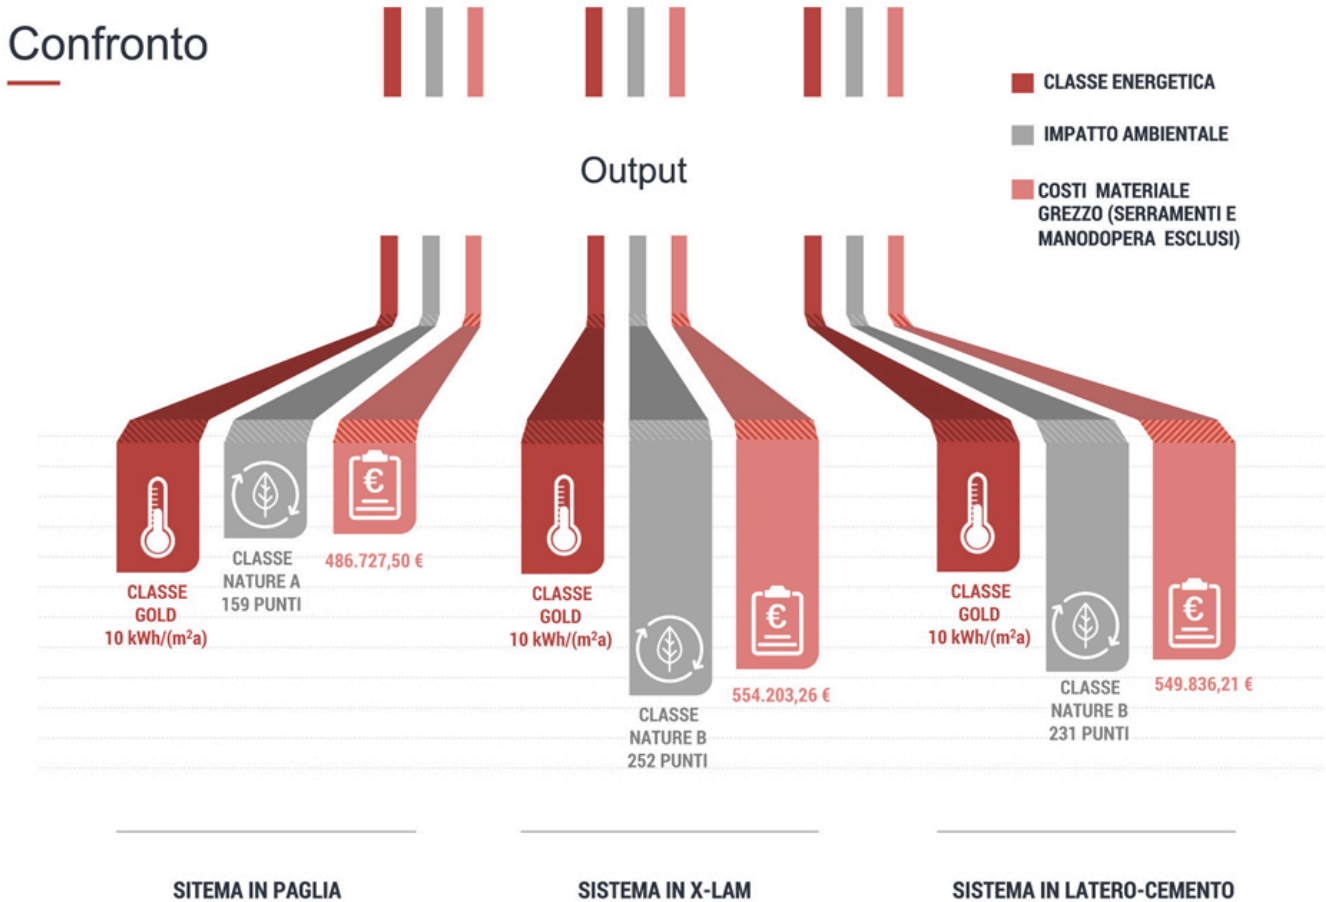 Confronto
CLASSE ENERGETICA
IMPATTO AMBIENTALE
COSTI MATERIALE
GREZZO (SERRAMENTI E
MANODOPERA ESCLUSI)
Output
€
CLASSE
GOLD
10 kWh/(m²a)
CLASSE
NATURE A
159 PUNTI
486.727,50 €
€
CLASSE
GOLD
10 kWh/(m²a)
CLASSE
NATURE B
252 PUNTI
554.203,26 €
€
CLASSE
GOLD
10 kWh/(m²a)
CLASSE
NATURE B
231 PUNTI
549.836,21 €
SITEMA IN PAGLIA
SISTEMA IN X-LAM
SISTEMA IN LATERO-CEMENTO